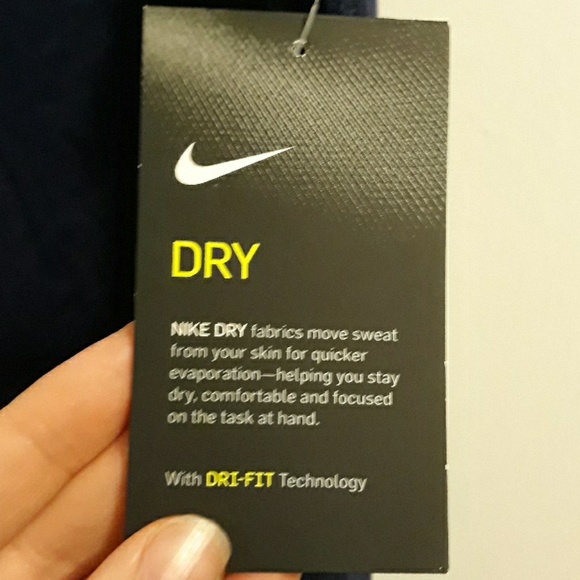 DRY
NIKE DRY fabrics move sweat
from your skin for quicker
evaporation—helping you stay
dry, comfortable and focused
on the task at hand.
With DRI-FIT Technology